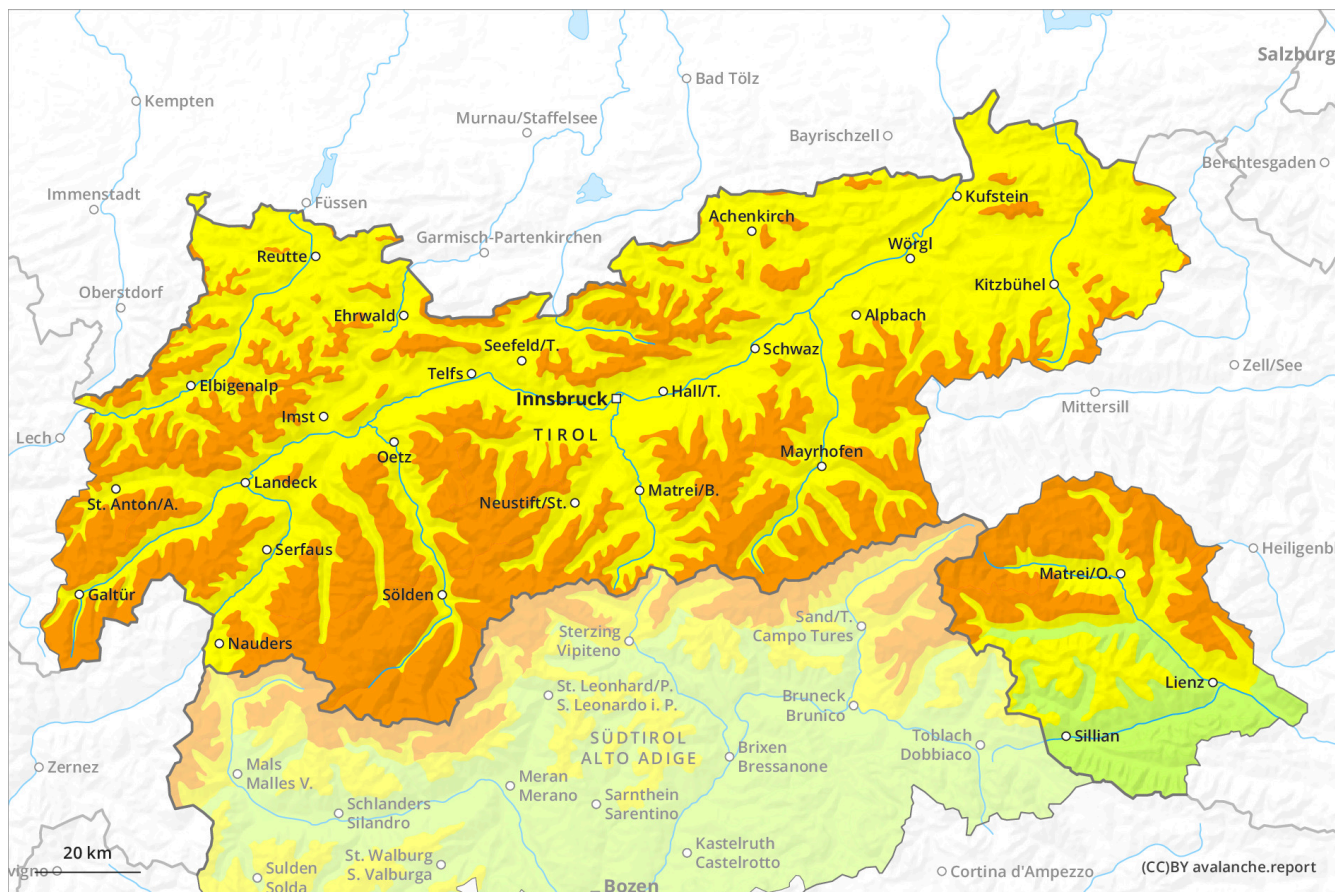 Salzburg
Bad Tölz
Kempten
Murnau/Staffelsee
Bayrischzell
Berchtesgaden
Immenstadt
Füssen
Kufstein
Achenkirch
Garmisch-Partenkirchen
Wörgl
Reutte
Kitzbühel
Oberstdorf
Ehrwald
Alpbach
Seefeld/T.
Schwaz
Zell/See
Telfs
Elbigenalp
Hall/T.
Innsbruck
Mittersill
Imst
Lech
TIROL
Oetz
Mayrhofen
Landeck
St. Anton/A.
Neustift/St.
Matrei/B.
Serfaus
Heiligenb
Matrei/O.
Galtür
Sölden
Sand/T.
Campo Tures
Sterzing
Vipiteno
Nauders
Lienz
St. Leonhard/P.
S. Leonardo i. P.
Bruneck
Brunico
SÜDTIROL
ALTO ADIGE
Toblach
Dobbiaco
Sillian
Brixen
Bressanone
Zernez
Mals
Malles V.
Meran
Merano
Schlanders
Silandro
Sarnthein
Sarentino
Kastelruth
Castelrotto
20 km
St. Walburg
S. Valburga
vigno
Sulden
Solda
Bozen
Cortina d'Ampezzo
(CC)BY avalanche.report